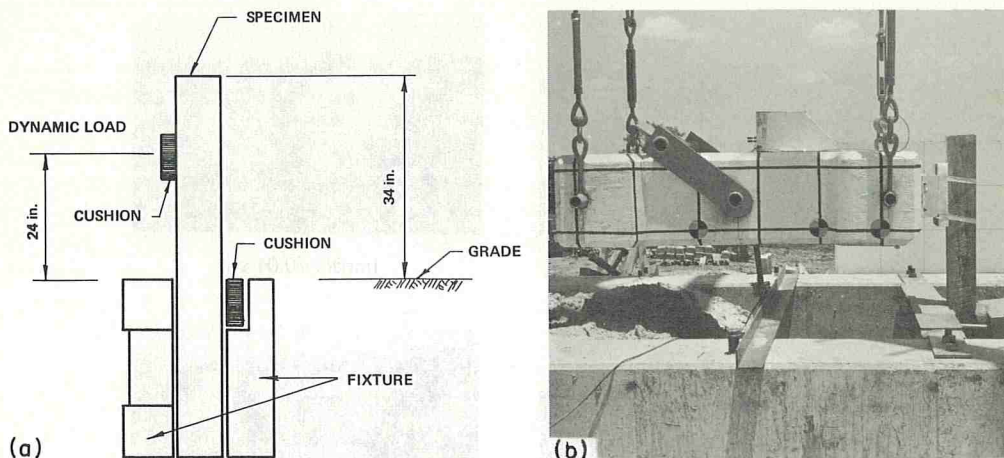 SPECIMEN
DYNAMIC LOAD
24 in.
34 in.
CUSHION
CUSHION
GRADE
FIXTURE
(a)
(b)